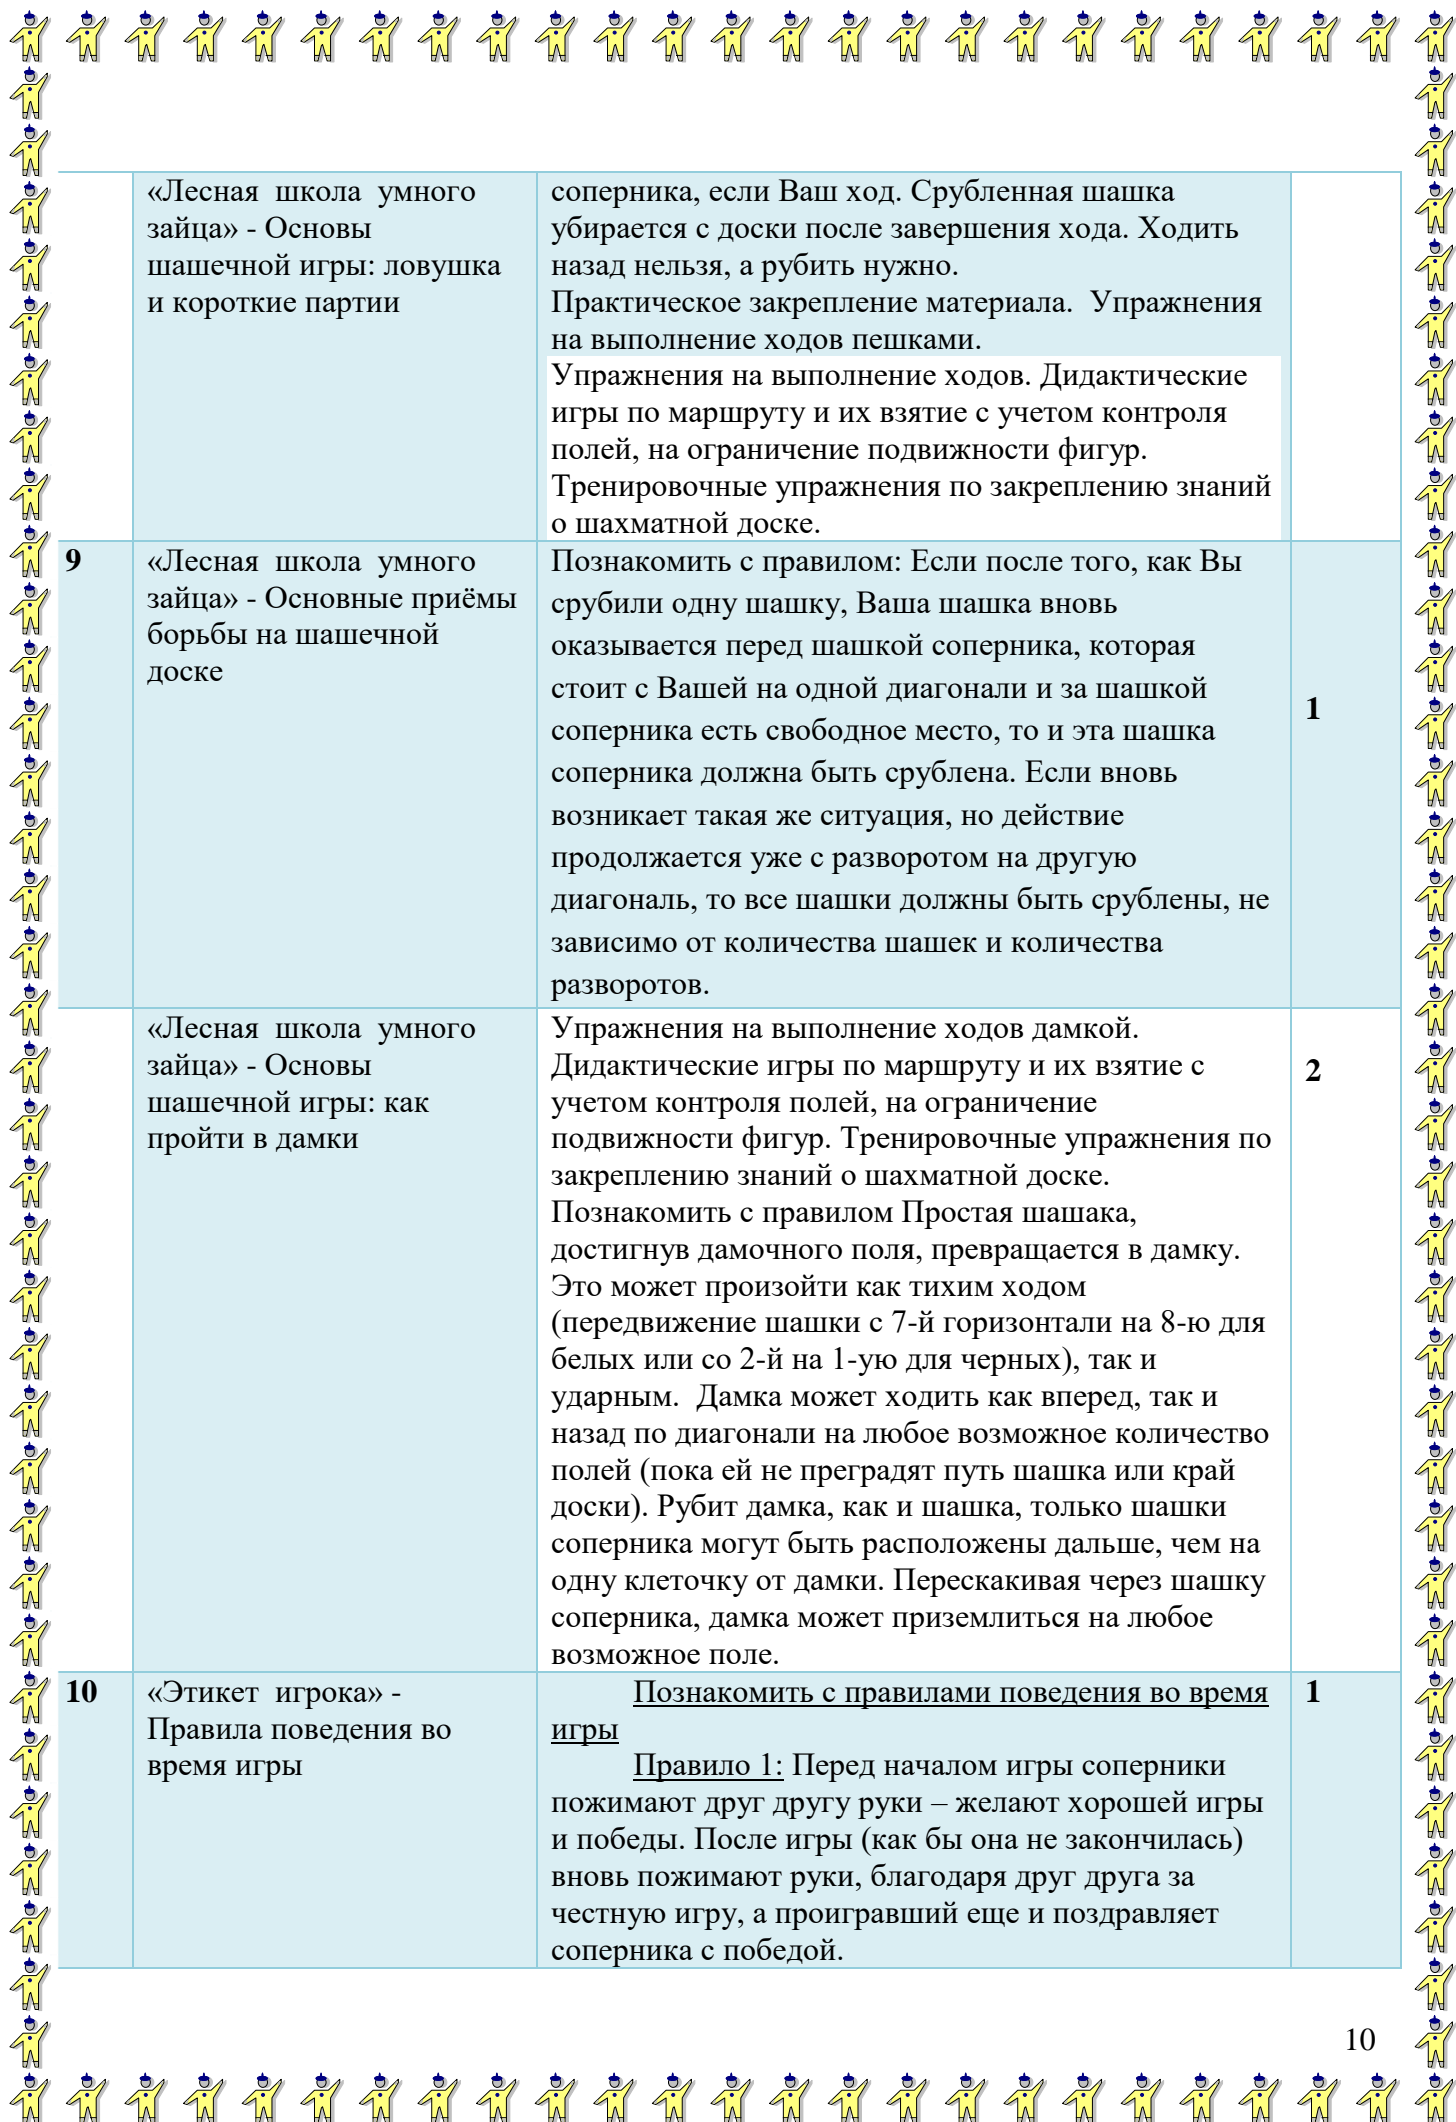 «Лесная школа умного
зайца» - Основы
шашечной игры: ловушка
и короткие партии
соперника, если Ваш ход. Срубленная шашка
убирается с доски после завершения хода. Ходить
назад нельзя, а рубить нужно.
Практическое закрепление материала. Упражнения
на выполнение ходов пешками.
Упражнения на выполнение ходов. Дидактические
игры по маршруту и их взятие с учетом контроля
полей, на ограничение подвижности фигур.
Тренировочные упражнения по закреплению знаний
о шахматной доске.
9
«Лесная школа умного
зайца» - Основные приёмы
борьбы на шашечной
доске
Познакомить с правилом: Если после того, как Вы
срубили одну шашку, Ваша шашка вновь
оказывается перед шашкой соперника, которая
стоит с Вашей на одной диагонали и за шашкой
соперника есть свободное место, то и эта шашка
соперника должна быть срублена. Если вновь
возникает такая же ситуация, но действие
продолжается уже с разворотом на другую
диагональ, то все шашки должны быть срублены, не
зависимо от количества шашек и количества
разворотов.
1
«Лесная школа умного
зайца» - Основы
шашечной игры: как
пройти в дамки
Упражнения на выполнение ходов дамкой.
Дидактические игры по маршруту и их взятие с
учетом контроля полей, на ограничение
подвижности фигур. Тренировочные упражнения по
закреплению знаний о шахматной доске.
Познакомить с правилом Простая шашака,
достигнув дамочного поля, превращается в дамку.
Это может произойти как тихим ходом
(передвижение шашки с 7-й горизонтали на 8-ю для
белых или со 2-й на 1-ую для черных), так и
ударным. Дамка может ходить как вперед, так и
назад по диагонали на любое возможное количество
полей (пока ей не преградят путь шашка или край
доски). Рубит дамка, как и шашка, только шашки
соперника могут быть расположены дальше, чем на
одну клеточку от дамки. Перескакивая через шашку
соперника, дамка может приземлиться на любое
возможное поле.
2
10
«Этикет игрока» -
Правила поведения во
время игры
Познакомить с правилами поведения во время
игры
Правило 1: Перед началом игры соперники
пожимают друг другу руки – желают хорошей игры
и победы. После игры (как бы она не закончилась)
вновь пожимают руки, благодаря друг друга за
честную игру, а проигравший еще и поздравляет
соперника с победой.
1
10